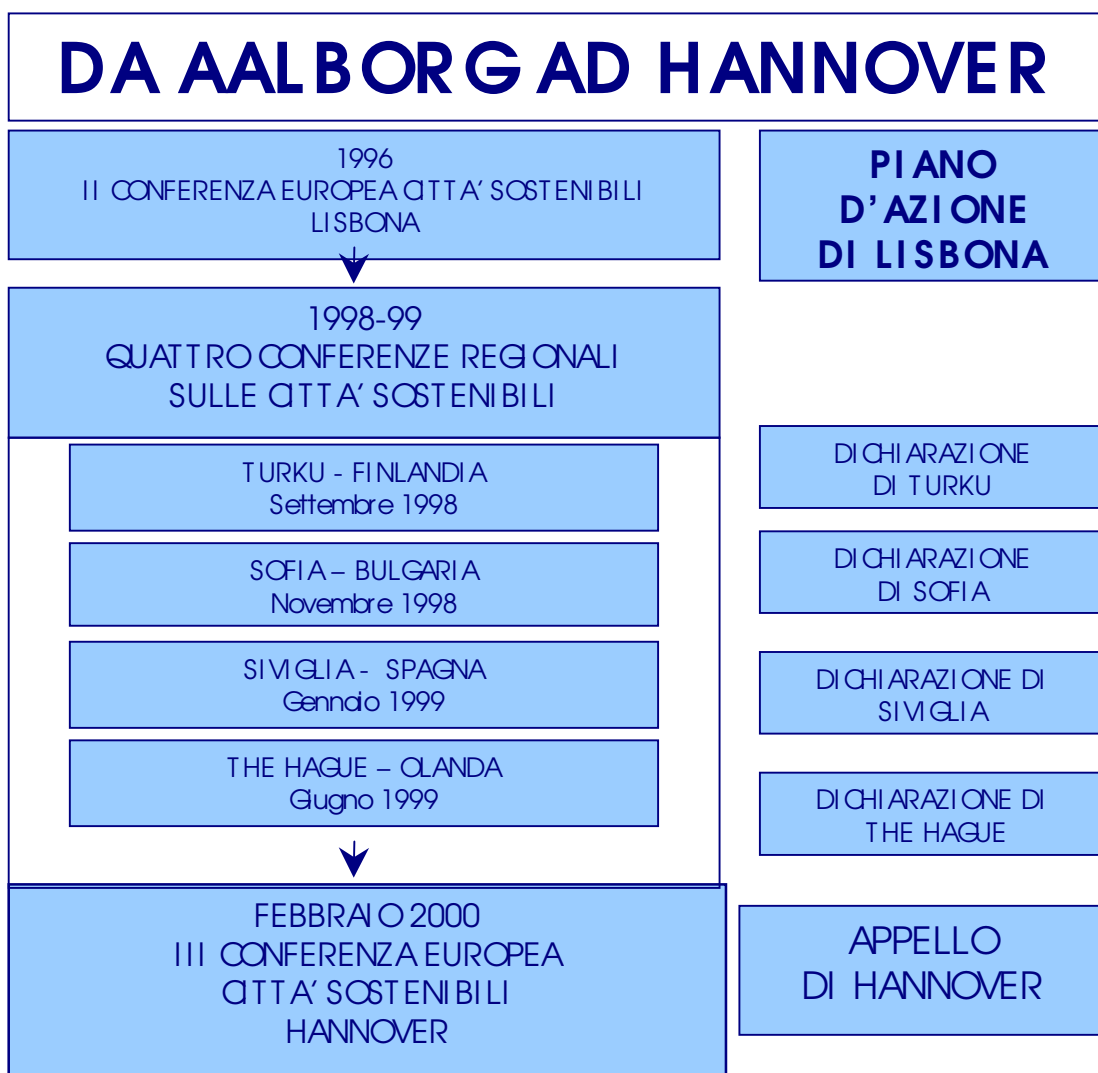 DA AALBORG AD HANNOVER
1996
II CONFERENZA EUROPEA CITTA' SOSTENIBILI
LISBONA
PIANO
D'AZIONE
DI LISBONA
1998-99
QUATTRO CONFERENZE REGIONALI
SULLE CITTA' SOSTENIBILI
TURKU - FINLANDIA
Settembre 1998
DICHIARAZIONE
DI TURKU
SOFIA – BULGARIA
Novembre 1998
DICHIARAZIONE
DI SOFIA
SIVIGLIA - SPAGNA
Gennaio 1999
DICHIARAZIONE DI
SIVIGLIA
THE HAGUE – OLANDA
Giugno 1999
DICHIARAZIONE DI
THE HAGUE
FEBBRAIO 2000
III CONFERENZA EUROPEA
CITTA' SOSTENIBILI
HANNOVER
APPELLO
DI HANNOVER